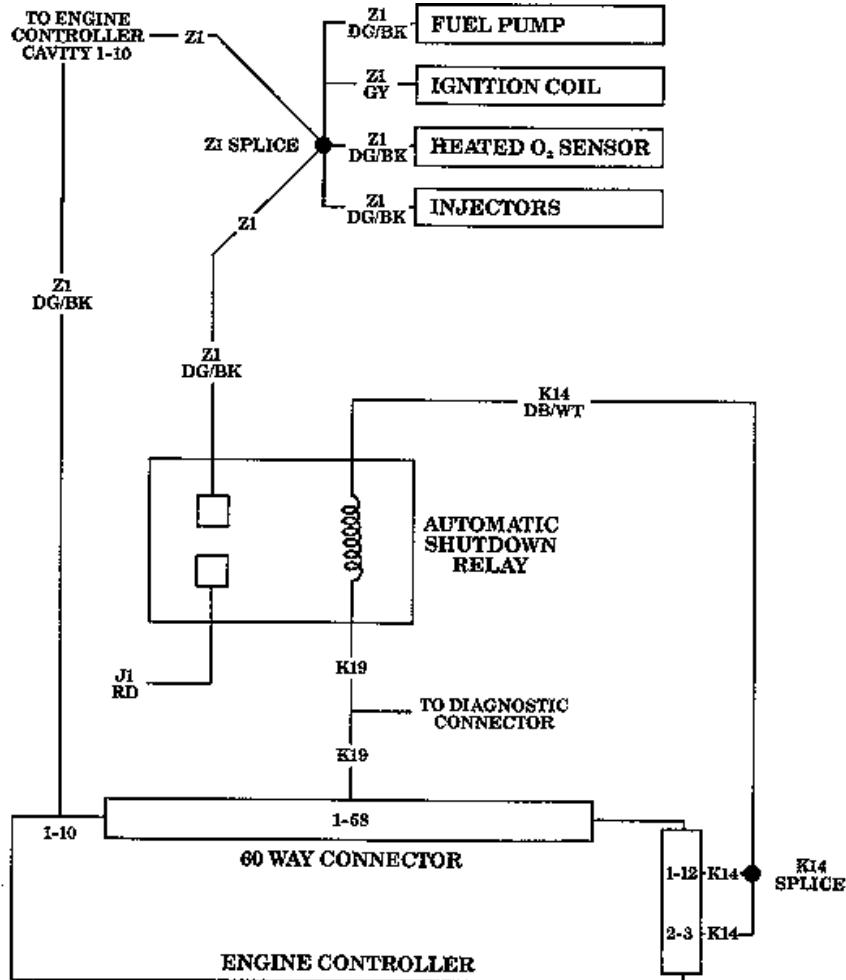 TO ENGINE
CONTROLLER
CAVITY 1-10
Z1
Z1
DG/BK
FUEL PUMP
Z1
GY
IGNITION COIL
Z1 SPLICE
Z1
DG/BK
HEATED O₂ SENSOR
Z1
DG/BK
INJECTORS
Z1
Z1
DG/BK
Z1
DG/BK
K14
DB/WT
AUTOMATIC
SHUTDOWN
RELAY
J1
RD
K19
TO DIAGNOSTIC
CONNECTOR
K19
1-10
1-58
60 WAY CONNECTOR
1-12
K14
K14
SPLICE
2-3
K14
ENGINE CONTROLLER